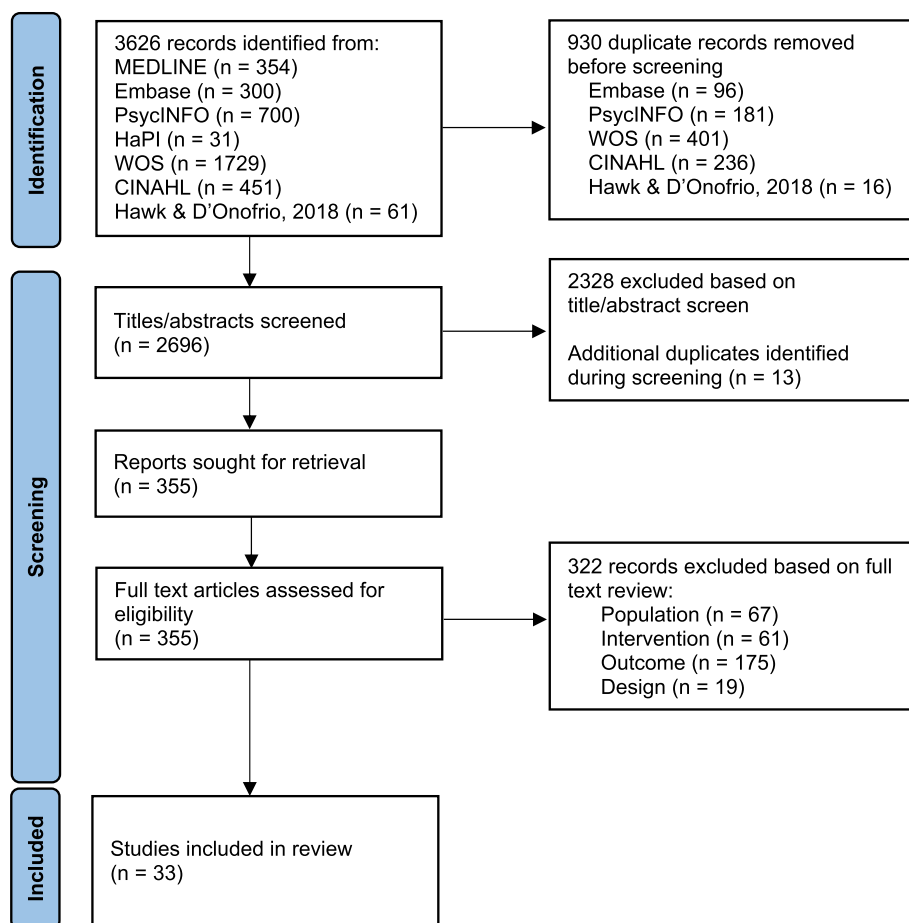 Identification
3626 records identified from:
MEDLINE (n = 354)
Embase (n = 300)
PsycINFO (n = 700)
HaPI (n = 31)
WOS (n = 1729)
CINAHL (n = 451)
Hawk & D'Onofrio, 2018 (n = 61)
930 duplicate records removed
before screening
Embase (n = 96)
PsycINFO (n = 181)
WOS (n = 401)
CINAHL (n = 236)
Hawk & D'Onofrio, 2018 (n = 16)
Screening
Titles/abstracts screened
(n = 2696)
2328 excluded based on
title/abstract screen
Additional duplicates identified
during screening (n = 13)
Reports sought for retrieval
(n = 355)
Full text articles assessed for
eligibility
(n = 355)
322 records excluded based on full
text review:
Population (n = 67)
Intervention (n = 61)
Outcome (n = 175)
Design (n = 19)
Included
Studies included in review
(n = 33)